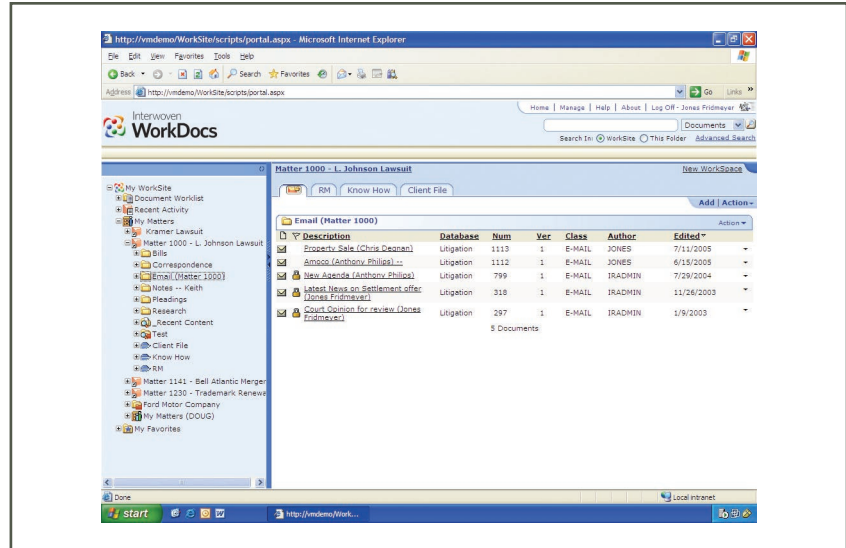 http://vmdemo/WorkSite/scripts/portal.aspx - Microsoft Internet Explorer
File Edit View Favorites Tools Help
Back Search Favorites
Address http://vmdemo/WorkSite/scripts/portal.aspx Go Links »
Home | Manage | Help | About | Log Off - Jones Fridmeyer
Interwoven
WorkDocs
Documents
Search In: WorkSite This Folder Advanced Search
Matter 1000 - L. Johnson Lawsuit New WorkSpace
My WorkSite
Document Worklist
Recent Activity
My Matters
Kramer Lawsuit
Matter 1000 - L. Johnson Lawsuit
Bills
Correspondence
Email (Matter 1000)
Notes -- Keith
Pleadings
Research
_Recent Content
Test
Client File
Know How
RM
Matter 1141 - Bell Atlantic Merger
Matter 1230 - Trademark Renewa
Ford Motor Company
My Matters (DOUG)
My Favorites
RM Know How Client File
Add | Action
Email (Matter 1000) Action
Description Database Num Ver Class Author Edited
Property Sale (Chris Degnan) Litigation 1113 1 E-MAIL JONES 7/11/2005
Amoco (Anthony Philips) -- Litigation 1112 1 E-MAIL JONES 6/15/2005
New Agenda (Anthony Philips) Litigation 799 1 E-MAIL IRADMIN 7/29/2004
Latest News on Settlement offer (Jones Fridmeyer) Litigation 318 1 E-MAIL IRADMIN 11/26/2003
Court Opinion for review (Jones Fridmeyer) Litigation 297 1 E-MAIL IRADMIN 1/9/2003
5 Documents
Done Local intranet
start http://vmdemo/Work...